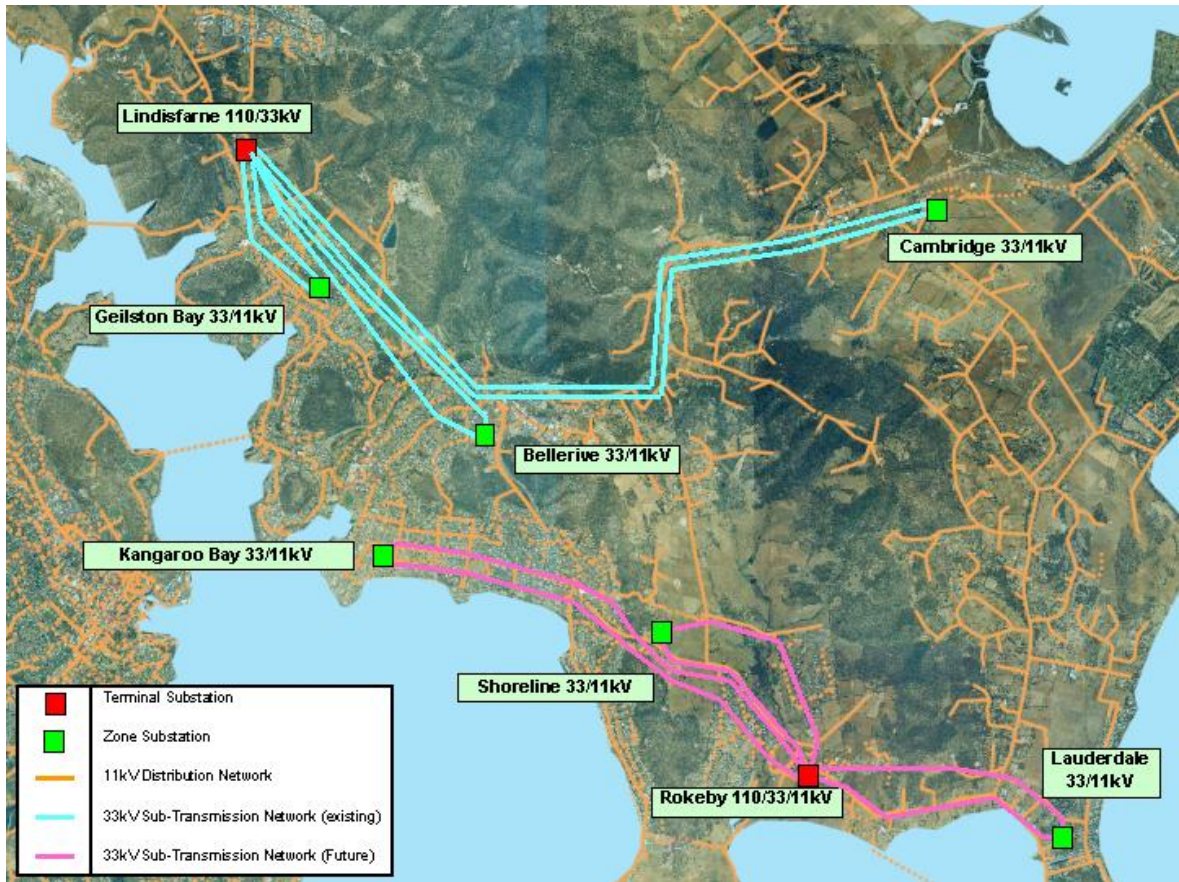 Lindisfarne 110/33kV
Cambridge 33/11kV
Geilston Bay 33/11kV
Bellerive 33/11kV
Kangaroo Bay 33/11kV
Shoreline 33/11kV
Lauderdale
33/11kV
Rokeby 110/33/11kV
Terminal Substation
Zone Substation
11kV Distribution Network
33kV Sub-Transmission Network (existing)
33kV Sub-Transmission Network (Future)